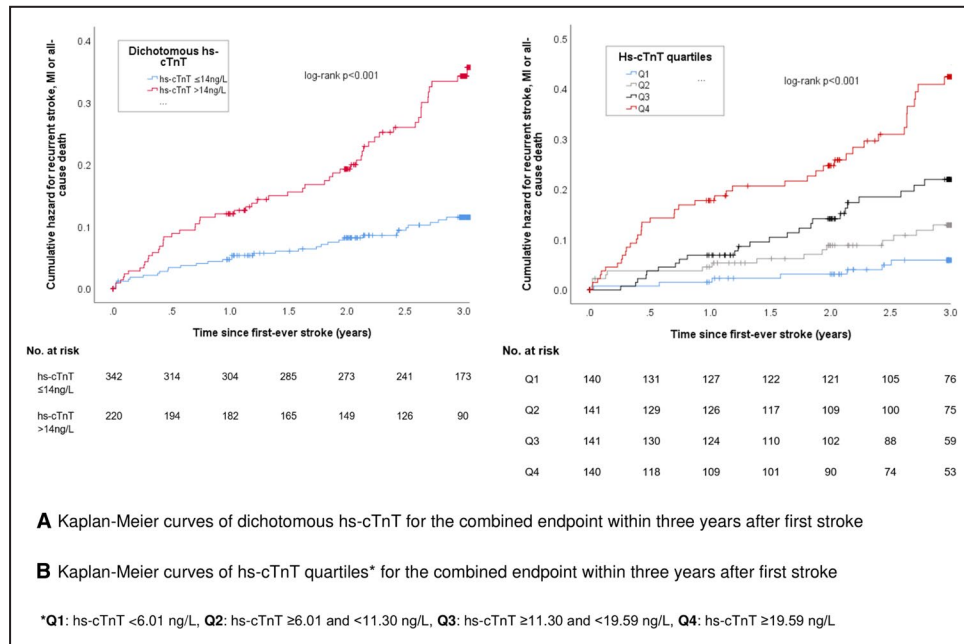 Cumulative hazard for recurrent stroke, MI or all-
cause death
0.4
0.3
0.2
0.1
0.0
Dichotomous hs-
cTnT
hs-cTnT ≤14ng/L
hs-cTnT >14ng/L
...
log-rank p<0.001
.0 .5 1.0 1.5 2.0 2.5 3.0
Time since first-ever stroke (years)
No. at risk
hs-cTnT
≤14ng/L
342 314 304 285 273 241 173
hs-cTnT
>14ng/L
220 194 182 165 149 126 90
Cumulative hazard for recurrent stroke, MI or all-
cause death
0.5
0.4
0.3
0.2
0.1
0.0
Hs-cTnT quartiles
Q1
Q2
Q3
Q4
...
log-rank p<0.001
.0 .5 1.0 1.5 2.0 2.5 3.0
Time since first-ever stroke (years)
No. at risk
Q1 140 131 127 122 121 105 76
Q2 141 129 126 117 109 100 75
Q3 141 130 124 110 102 88 59
Q4 140 118 109 101 90 74 53
A Kaplan-Meier curves of dichotomous hs-cTnT for the combined endpoint within three years after first stroke
B Kaplan-Meier curves of hs-cTnT quartiles* for the combined endpoint within three years after first stroke
*Q1: hs-cTnT <6.01 ng/L, Q2: hs-cTnT ≥6.01 and <11.30 ng/L, Q3: hs-cTnT ≥11.30 and <19.59 ng/L, Q4: hs-cTnT ≥19.59 ng/L